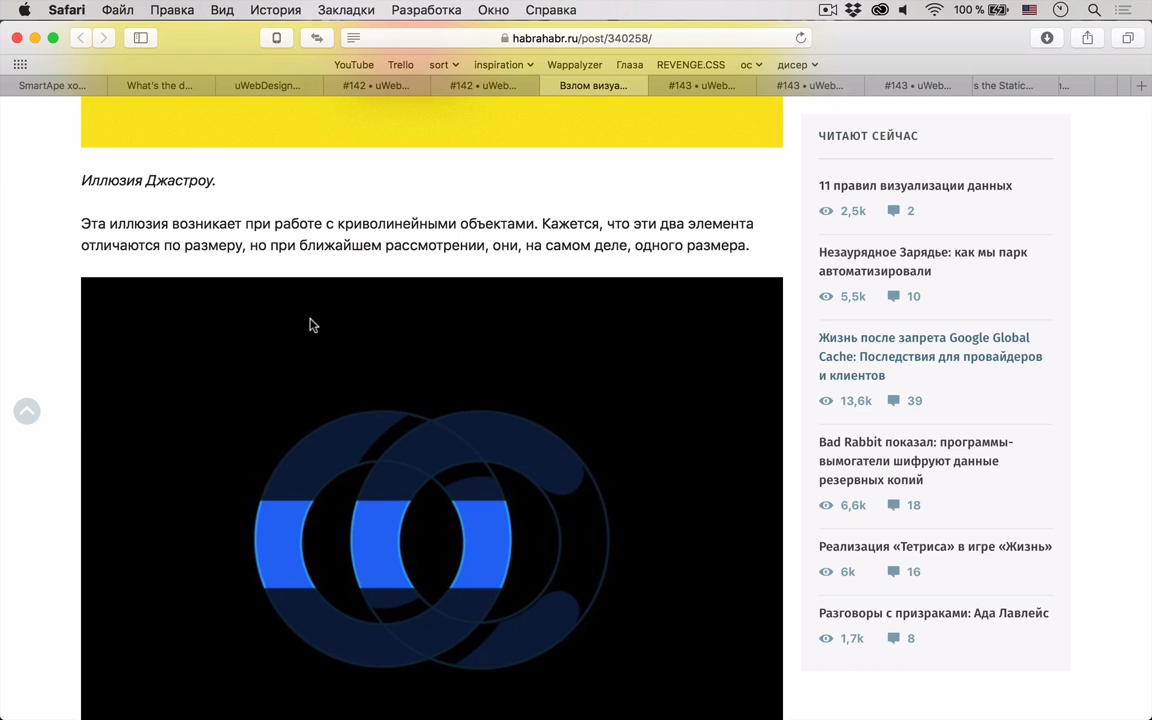 Safari Файл Правка Вид История Закладки Разработка Окно Справка 100 %
habrahabr.ru/post/340258/
YouTube Trello sort inspiration Wappalyzer Глаза REVENGE.CSS ос дисер
SmartApe хо... What's the d... uWebDesign... #142 • uWeb... #142 • uWeb... Взлом визуа... #143 • uWeb... #143 • uWeb... #143 • uWeb... s the Static...
Иллюзия Джастроу.
Эта иллюзия возникает при работе с криволинейными объектами. Кажется, что эти два элемента
отличаются по размеру, но при ближайшем рассмотрении, они, на самом деле, одного размера.
ЧИТАЮТ СЕЙЧАС
11 правил визуализации данных
2,5k 2
Незаурядное Зарядье: как мы парк
автоматизировали
5,5k 10
Жизнь после запрета Google Global
Cache: Последствия для провайдеров
и клиентов
13,6k 39
Bad Rabbit показал: программы-
вымогатели шифруют данные
резервных копий
6,6k 18
Реализация «Тетриса» в игре «Жизнь»
6k 16
Разговоры с призраками: Ада Лавлейс
1,7k 8